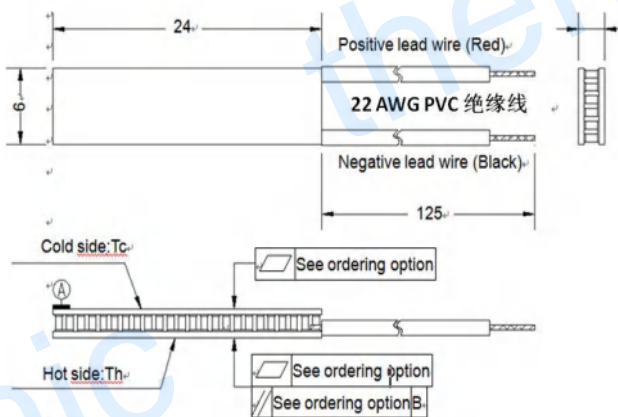 24
Positive lead wire (Red)
6
22 AWG PVC 绝缘线
Negative lead wire (Black)
125
Cold side:Tc
See ordering option
A
Hot side:Th
See ordering option
See ordering option B